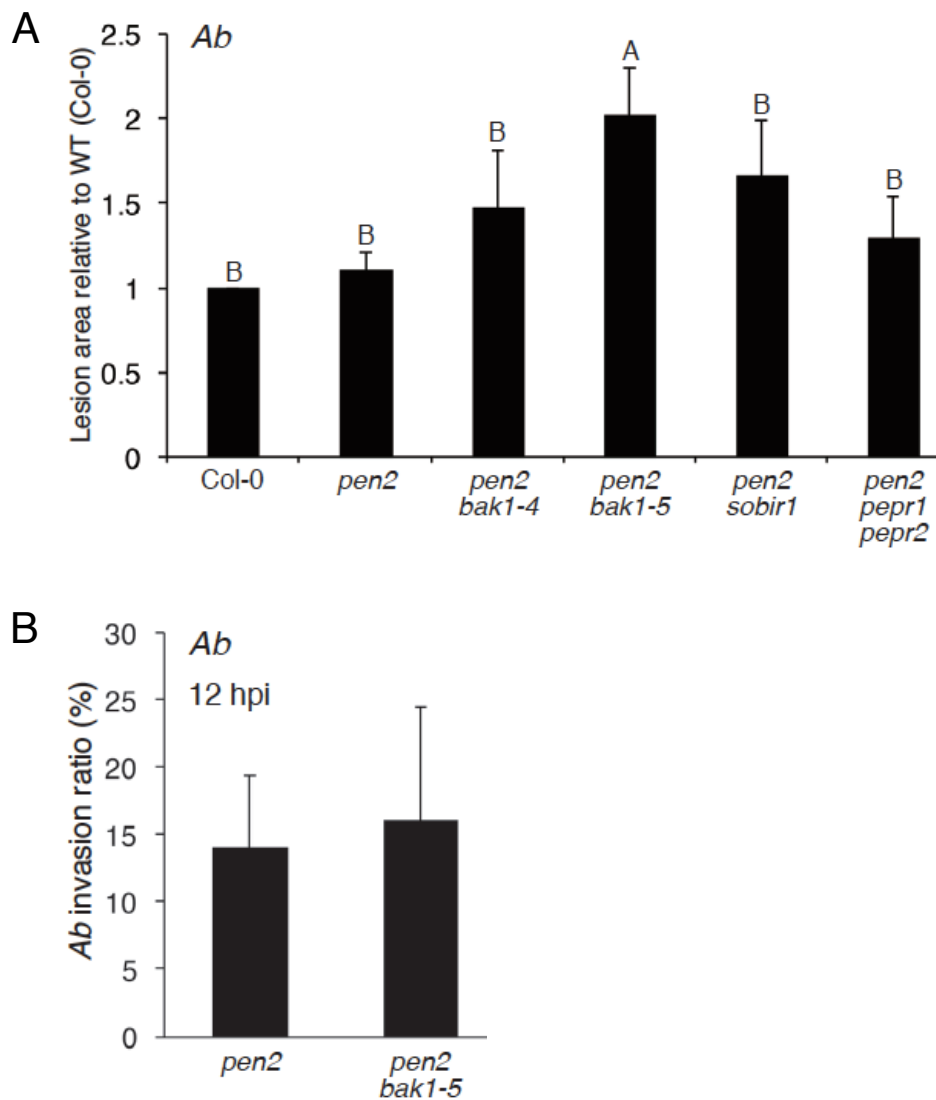 A
Ab
Lesion area relative to WT (Col-0)
2.5
2
1.5
1
0.5
0
B
B
B
A
B
B
Col-0
pen2
pen2
bak1-4
pen2
bak1-5
pen2
sobir1
pen2
pepr1
pepr2
B
Ab
12 hpi
Ab invasion ratio (%)
30
25
20
15
10
5
0
pen2
pen2
bak1-5